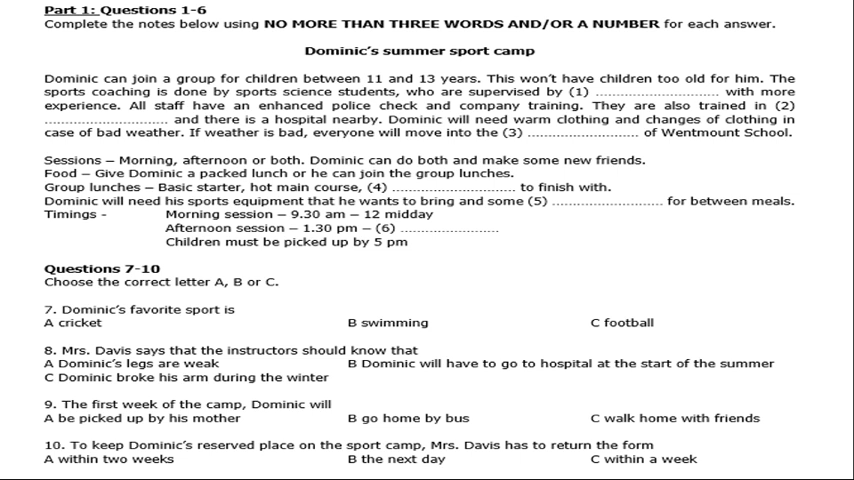 Part 1: Questions 1-6
Complete the notes below using NO MORE THAN THREE WORDS AND/OR A NUMBER for each answer.
Dominic's summer sport camp
Dominic can join a group for children between 11 and 13 years. This won't have children too old for him. The
sports coaching is done by sports science students, who are supervised by (1) ............................ with more
experience. All staff have an enhanced police check and company training. They are also trained in (2)
............................ and there is a hospital nearby. Dominic will need warm clothing and changes of clothing in
case of bad weather. If weather is bad, everyone will move into the (3) ......................... of Wentmount School.
Sessions – Morning, afternoon or both. Dominic can do both and make some new friends.
Food – Give Dominic a packed lunch or he can join the group lunches.
Group lunches – Basic starter, hot main course, (4) ............................ to finish with.
Dominic will need his sports equipment that he wants to bring and some (5) ......................... for between meals.
Timings - Morning session – 9.30 am – 12 midday
Afternoon session – 1.30 pm – (6) ......................
Children must be picked up by 5 pm
Questions 7-10
Choose the correct letter A, B or C.
7. Dominic's favorite sport is
A cricket B swimming C football
8. Mrs. Davis says that the instructors should know that
A Dominic's legs are weak B Dominic will have to go to hospital at the start of the summer
C Dominic broke his arm during the winter
9. The first week of the camp, Dominic will
A be picked up by his mother B go home by bus C walk home with friends
10. To keep Dominic's reserved place on the sport camp, Mrs. Davis has to return the form
A within two weeks B the next day C within a week